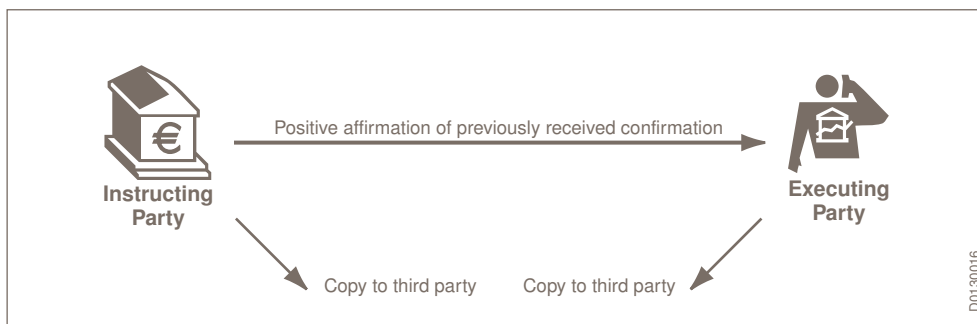 Positive affirmation of previously received confirmation
€
Instructing
Party
Executing
Party
Copy to third party
Copy to third party
D0130016